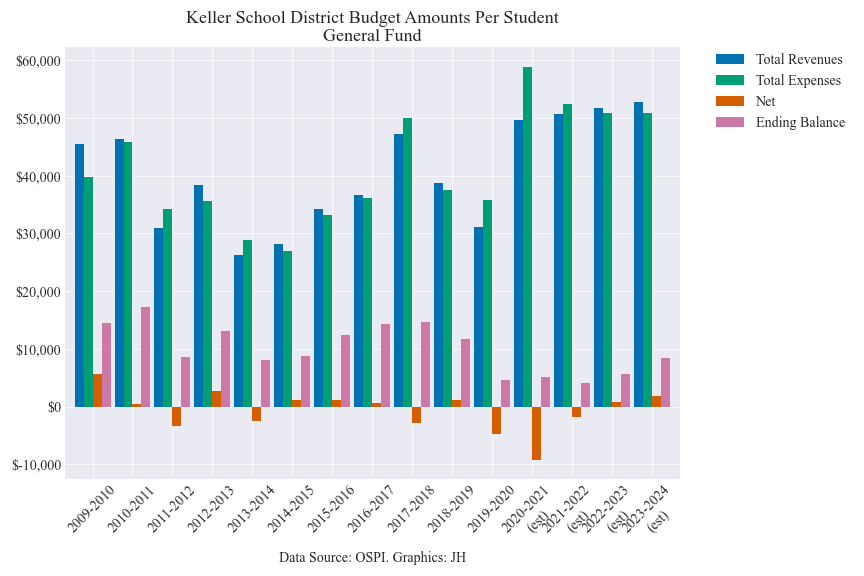 Keller School District Budget Amounts Per Student
General Fund
Total Revenues
Total Expenses
Net
Ending Balance
$60,000
$50,000
$40,000
$30,000
$20,000
$10,000
$0
$-10,000
2009-2010
2010-2011
2011-2012
2012-2013
2013-2014
2014-2015
2015-2016
2016-2017
2017-2018
2018-2019
2019-2020
2020-2021
(est)
2021-2022
(est)
2022-2023
(est)
2023-2024
(est)
Data Source: OSPI. Graphics: JH